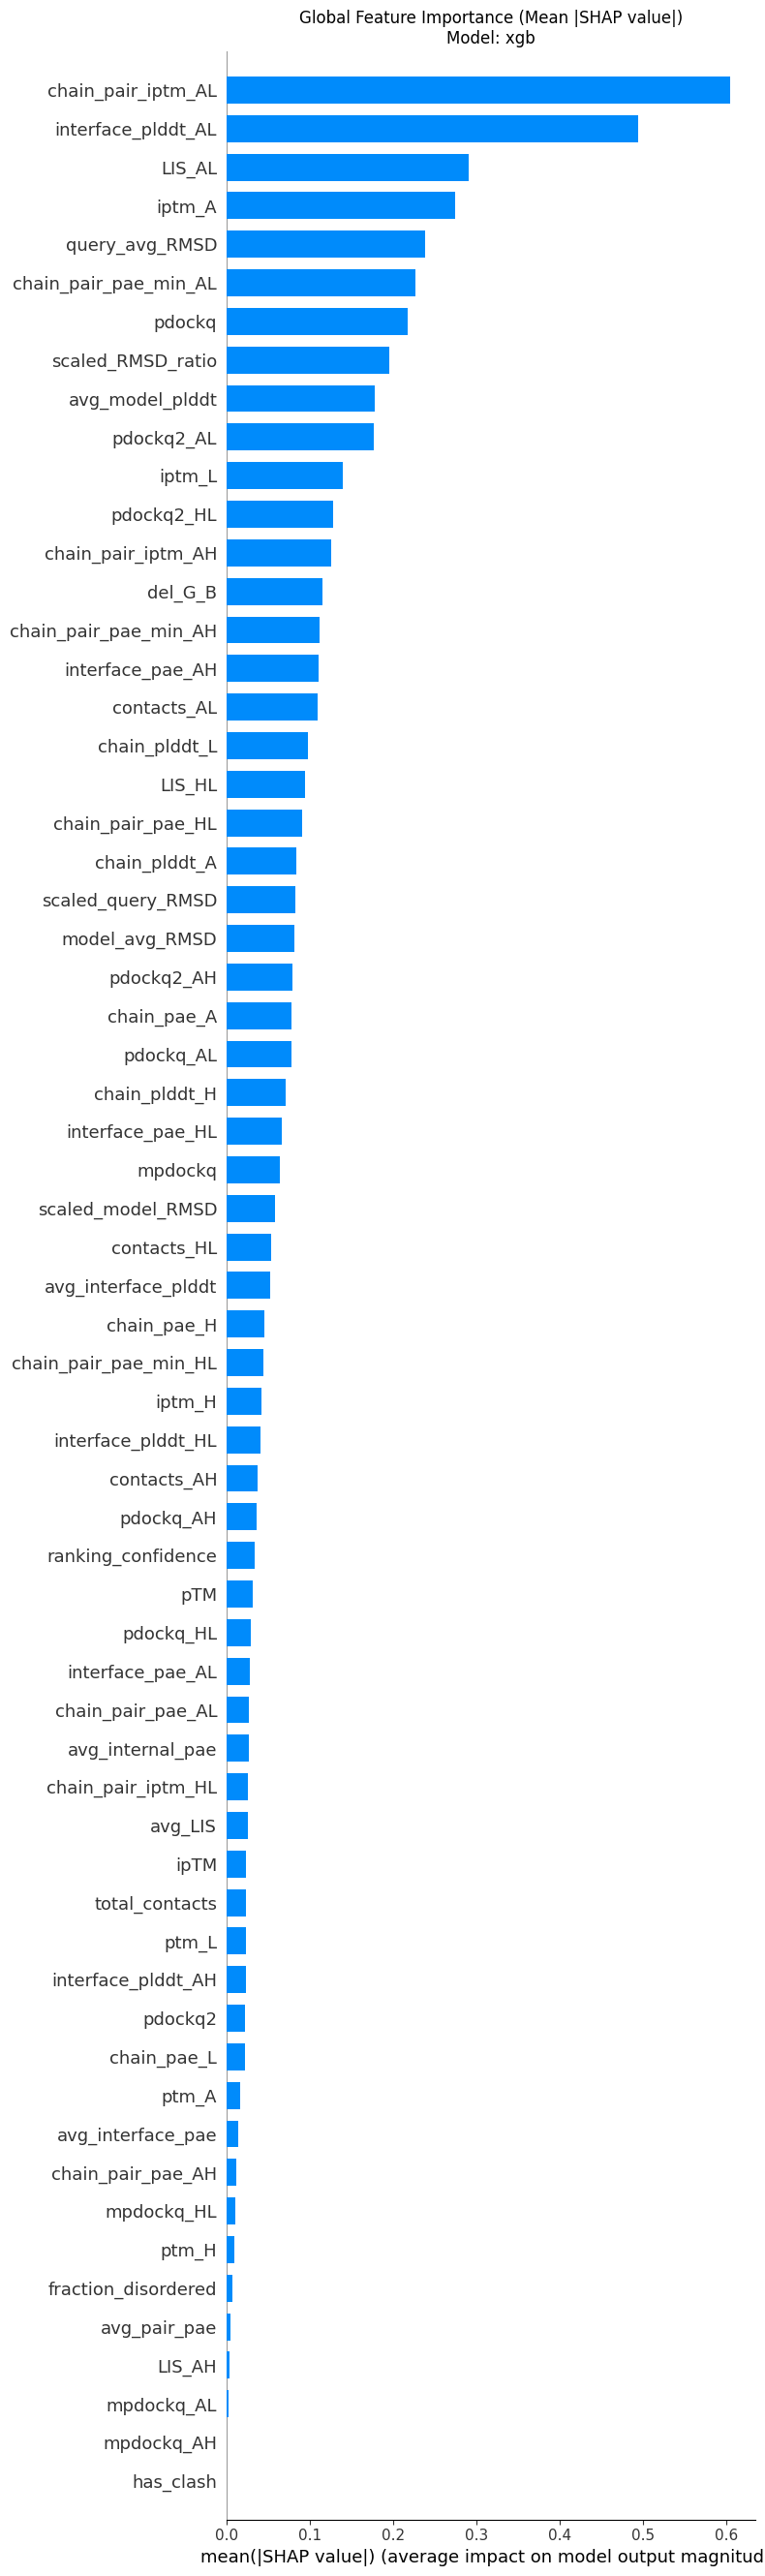 Global Feature Importance (Mean |SHAP value|)
Model: xgb
chain_pair_iptm_AL
interface_plddt_AL
LIS_AL
iptm_A
query_avg_RMSD
chain_pair_pae_min_AL
pdockq
scaled_RMSD_ratio
avg_model_plddt
pdockq2_AL
iptm_L
pdockq2_HL
chain_pair_iptm_AH
del_G_B
chain_pair_pae_min_AH
interface_pae_AH
contacts_AL
chain_plddt_L
LIS_HL
chain_pair_pae_HL
chain_plddt_A
scaled_query_RMSD
model_avg_RMSD
pdockq2_AH
chain_pae_A
pdockq_AL
chain_plddt_H
interface_pae_HL
mpdockq
scaled_model_RMSD
contacts_HL
avg_interface_plddt
chain_pae_H
chain_pair_pae_min_HL
iptm_H
interface_plddt_HL
contacts_AH
pdockq_AH
ranking_confidence
pTM
pdockq_HL
interface_pae_AL
chain_pair_pae_AL
avg_internal_pae
chain_pair_iptm_HL
avg_LIS
ipTM
total_contacts
ptm_L
interface_plddt_AH
pdockq2
chain_pae_L
ptm_A
avg_interface_pae
chain_pair_pae_AH
mpdockq_HL
ptm_H
fraction_disordered
avg_pair_pae
LIS_AH
mpdockq_AL
mpdockq_AH
has_clash
0.0 0.1 0.2 0.3 0.4 0.5 0.6
mean(|SHAP value|) (average impact on model output magnitud